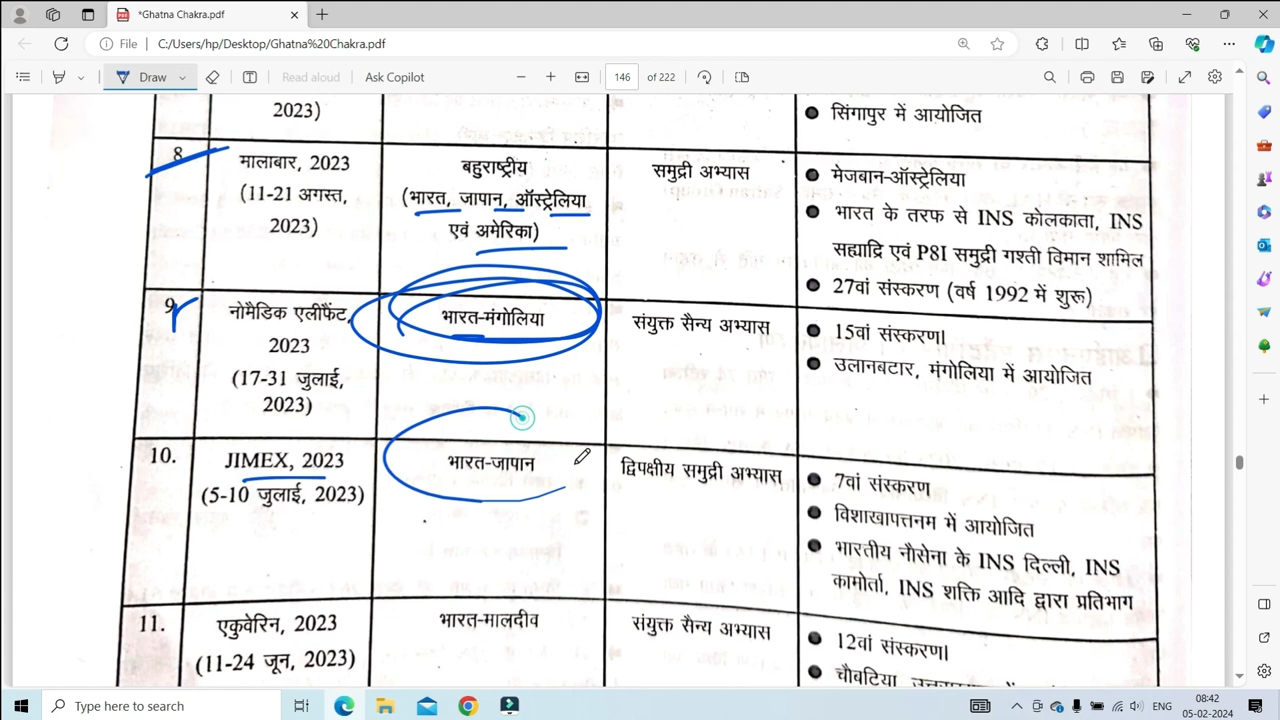 *Ghatna Chakra.pdf
File C:/Users/hp/Desktop/Ghatna%20Chakra.pdf
Draw Read aloud Ask Copilot 146 of 222
2023)
सिंगापुर में आयोजित
8 मालाबार, 2023 बहुराष्ट्रीय समुद्री अभ्यास मेजबान-ऑस्ट्रेलिया
(11-21 अगस्त, (भारत, जापान, ऑस्ट्रेलिया भारत के तरफ से INS कोलकाता, INS
2023) एवं अमेरिका) सह्याद्रि एवं P8I समुद्री गश्ती विमान शामिल
27वां संस्करण (वर्ष 1992 में शुरू)
9 नोमैडिक एलीफैंट, भारत-मंगोलिया संयुक्त सैन्य अभ्यास 15वां संस्करण।
2023 उलानबटार, मंगोलिया में आयोजित
(17-31 जुलाई,
2023)
10. JIMEX, 2023 भारत-जापान द्विपक्षीय समुद्री अभ्यास 7वां संस्करण
(5-10 जुलाई, 2023) विशाखापत्तनम में आयोजित
भारतीय नौसेना के INS दिल्ली, INS
कामोर्ता, INS शक्ति आदि द्वारा प्रतिभाग
11. एकुवेरिन, 2023 भारत-मालदीव संयुक्त सैन्य अभ्यास 12वां संस्करण।
(11-24 जून, 2023) चौबटिया,
Type here to search ENG 08:42
05-02-2024